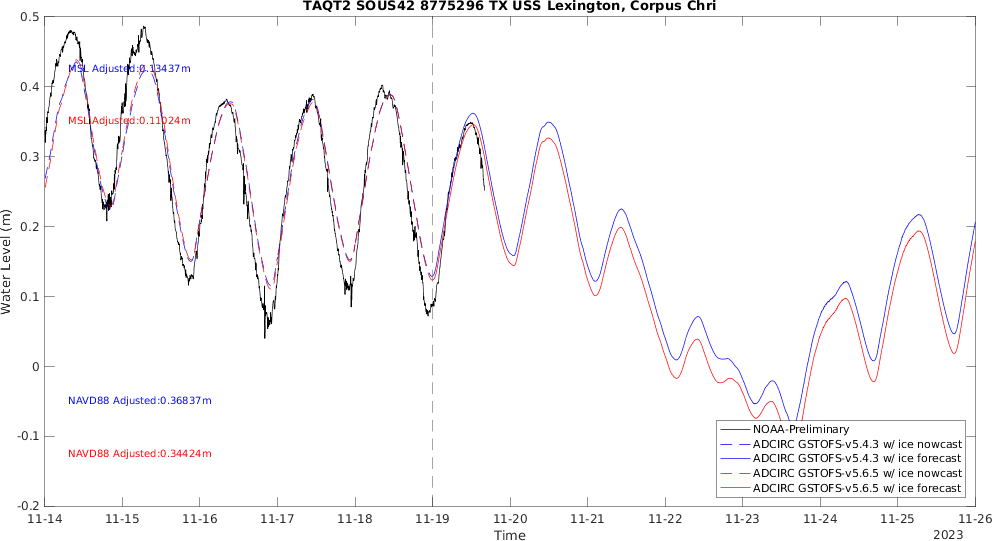 TAQT2 SOUS42 8775296 TX USS Lexington, Corpus Chri
0.5
0.4
0.3
0.2
0.1
0
-0.1
-0.2
Water Level (m)
MSL Adjusted:0.13437m
MSL Adjusted:0.11024m
NAVD88 Adjusted:0.36837m
NAVD88 Adjusted:0.34424m
NOAA-Preliminary
ADCIRC GSTOFS-v5.4.3 w/ ice nowcast
ADCIRC GSTOFS-v5.4.3 w/ ice forecast
ADCIRC GSTOFS-v5.6.5 w/ ice nowcast
ADCIRC GSTOFS-v5.6.5 w/ ice forecast
11-14 11-15 11-16 11-17 11-18 11-19 11-20 11-21 11-22 11-23 11-24 11-25 11-26
Time
2023